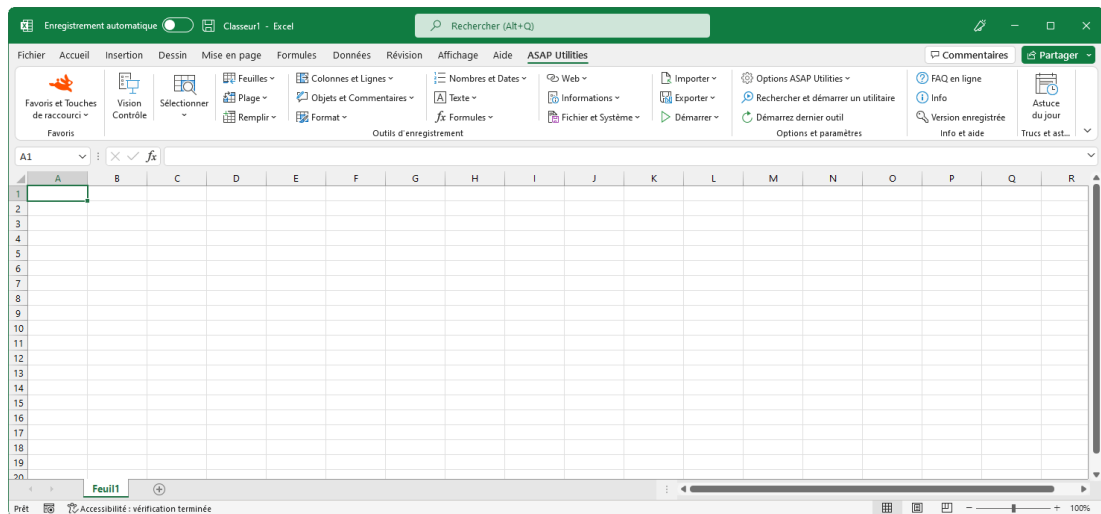 Enregistrement automatique Classeur1 - Excel Rechercher (Alt+Q)
Fichier Accueil Insertion Dessin Mise en page Formules Données Révision Affichage Aide ASAP Utilities Commentaires Partager
Favoris et Touches de raccourci
Favoris
Vision Contrôle
Sélectionner
Feuilles
Plage
Remplir
Colonnes et Lignes
Objets et Commentaires
Format
Nombres et Dates
Texte
fx Formules
Web
Informations
Fichier et Système
Importer
Exporter
Démarrer
Outils d'enregistrement
Options ASAP Utilities
Rechercher et démarrer un utilitaire
Démarrez dernier outil
Options et paramètres
FAQ en ligne
Info
Version enregistrée
Info et aide
Astuce du jour
Trucs et ast...
A1 fx
A B C D E F G H I J K L M N O P Q R
1
2
3
4
5
6
7
8
9
10
11
12
13
14
15
16
17
18
19
20
Feuil1
Prêt Accessibilité : vérification terminée 100%